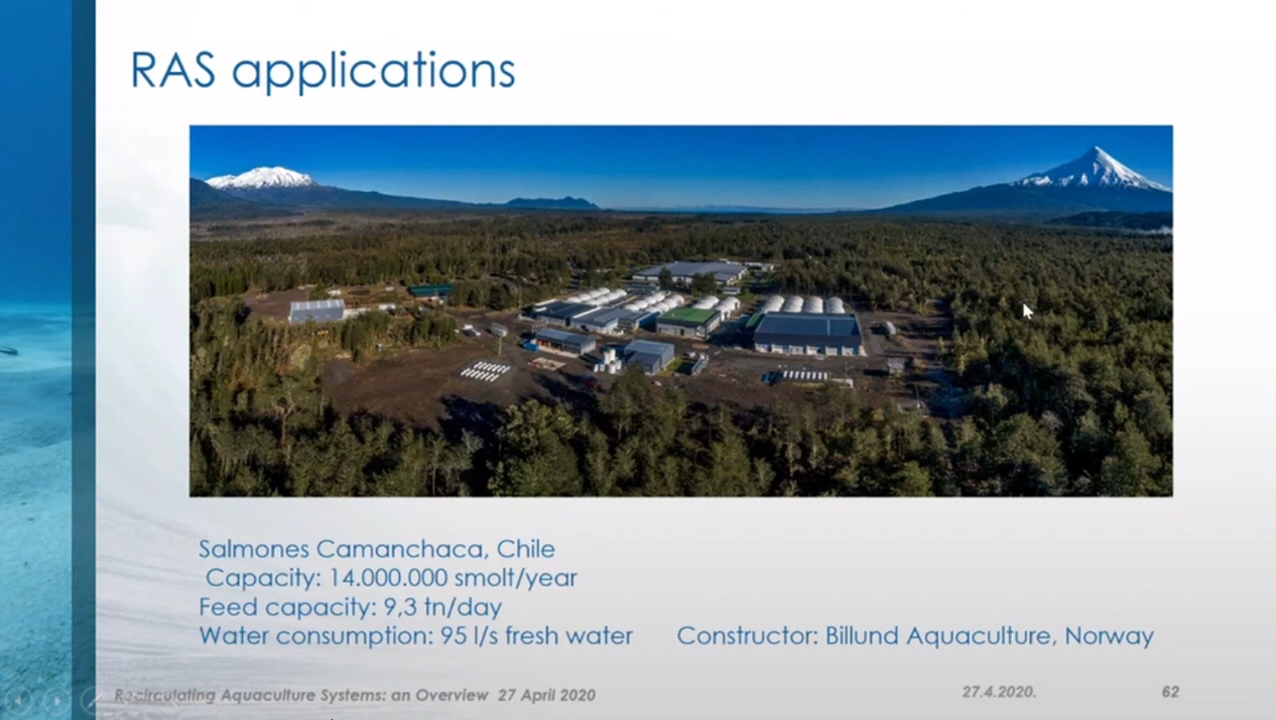 RAS applications
Salmones Camanchaca, Chile
Capacity: 14.000.000 smolt/year
Feed capacity: 9,3 tn/day
Water consumption: 95 l/s fresh water
Constructor: Billund Aquaculture, Norway
Recirculating Aquaculture Systems: an Overview 27 April 2020
27.4.2020.
62